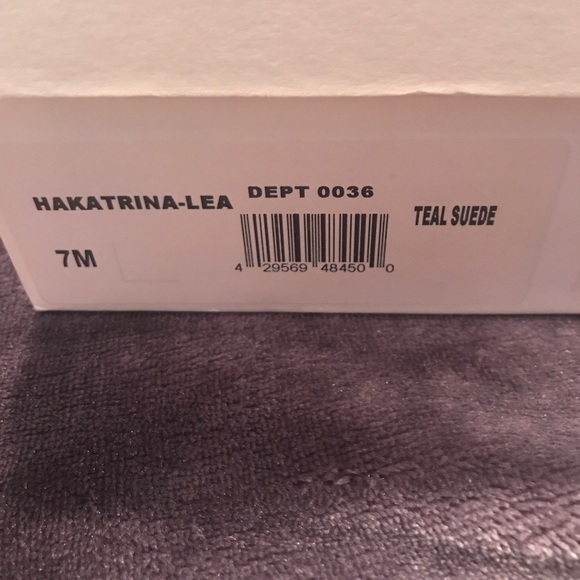 HAKATRINA-LEA
DEPT 0036
TEAL SUEDE
7M
4 29569 48450 0